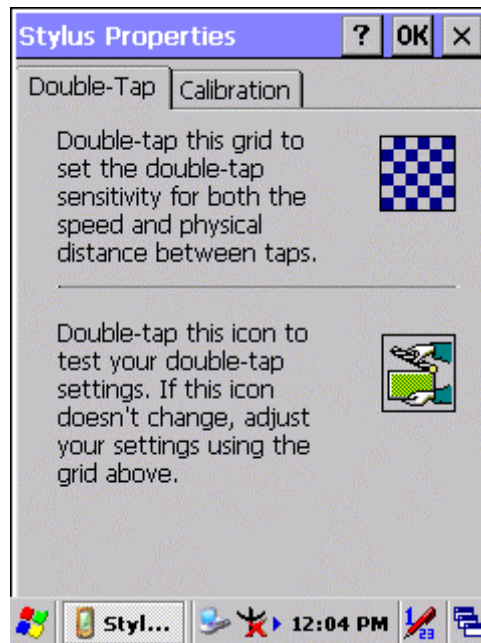 Stylus Properties ? OK ×
Double-Tap Calibration
Double-tap this grid to
set the double-tap
sensitivity for both the
speed and physical
distance between taps.
Double-tap this icon to
test your double-tap
settings. If this icon
doesn't change, adjust
your settings using the
grid above.
Styl... 12:04 PM 1/23